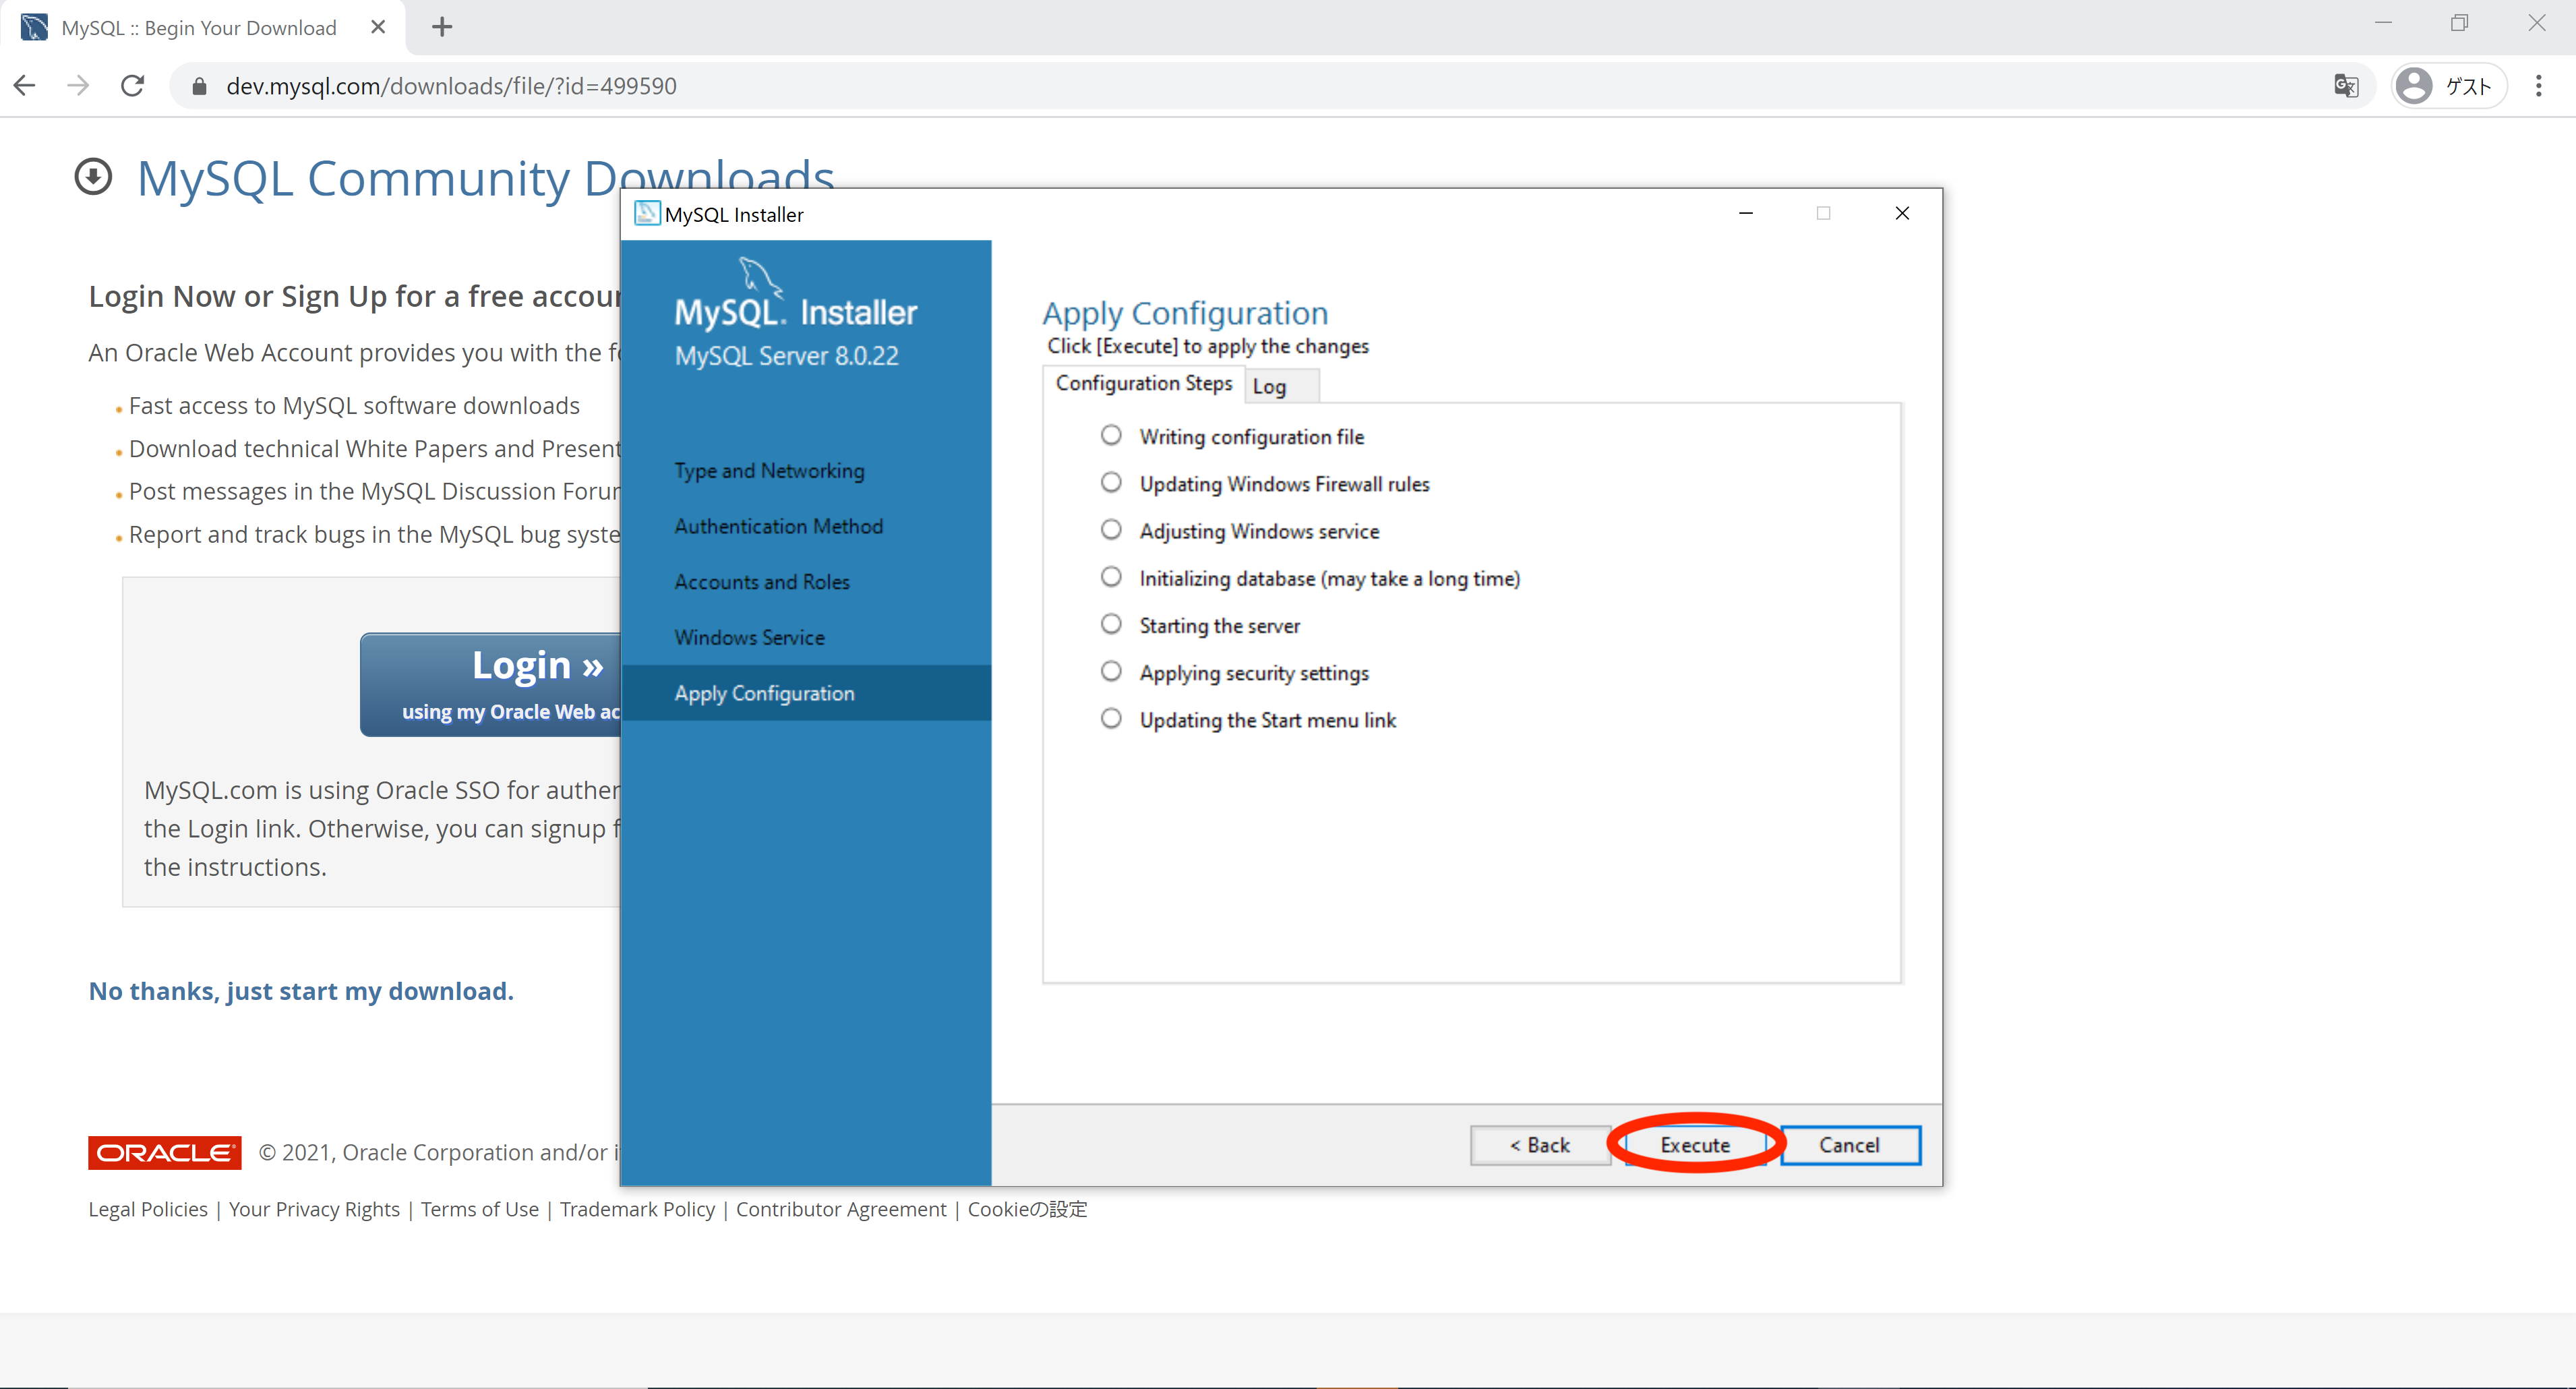 MySQL :: Begin Your Download
dev.mysql.com/downloads/file/?id=499590
ゲスト
MySQL Community Downloads
Login Now or Sign Up for a free accou
An Oracle Web Account provides you with the f
Fast access to MySQL software downloads
Download technical White Papers and Present
Post messages in the MySQL Discussion Forur
Report and track bugs in the MySQL bug syste
Login »
using my Oracle Web ac
MySQL.com is using Oracle SSO for auther
the Login link. Otherwise, you can signup f
the instructions.
No thanks, just start my download.
ORACLE © 2021, Oracle Corporation and/or i
Legal Policies | Your Privacy Rights | Terms of Use | Trademark Policy | Contributor Agreement | Cookieの設定
MySQL Installer
MySQL. Installer
MySQL Server 8.0.22
Type and Networking
Authentication Method
Accounts and Roles
Windows Service
Apply Configuration
Apply Configuration
Click [Execute] to apply the changes
Configuration Steps Log
Writing configuration file
Updating Windows Firewall rules
Adjusting Windows service
Initializing database (may take a long time)
Starting the server
Applying security settings
Updating the Start menu link
< Back Execute Cancel